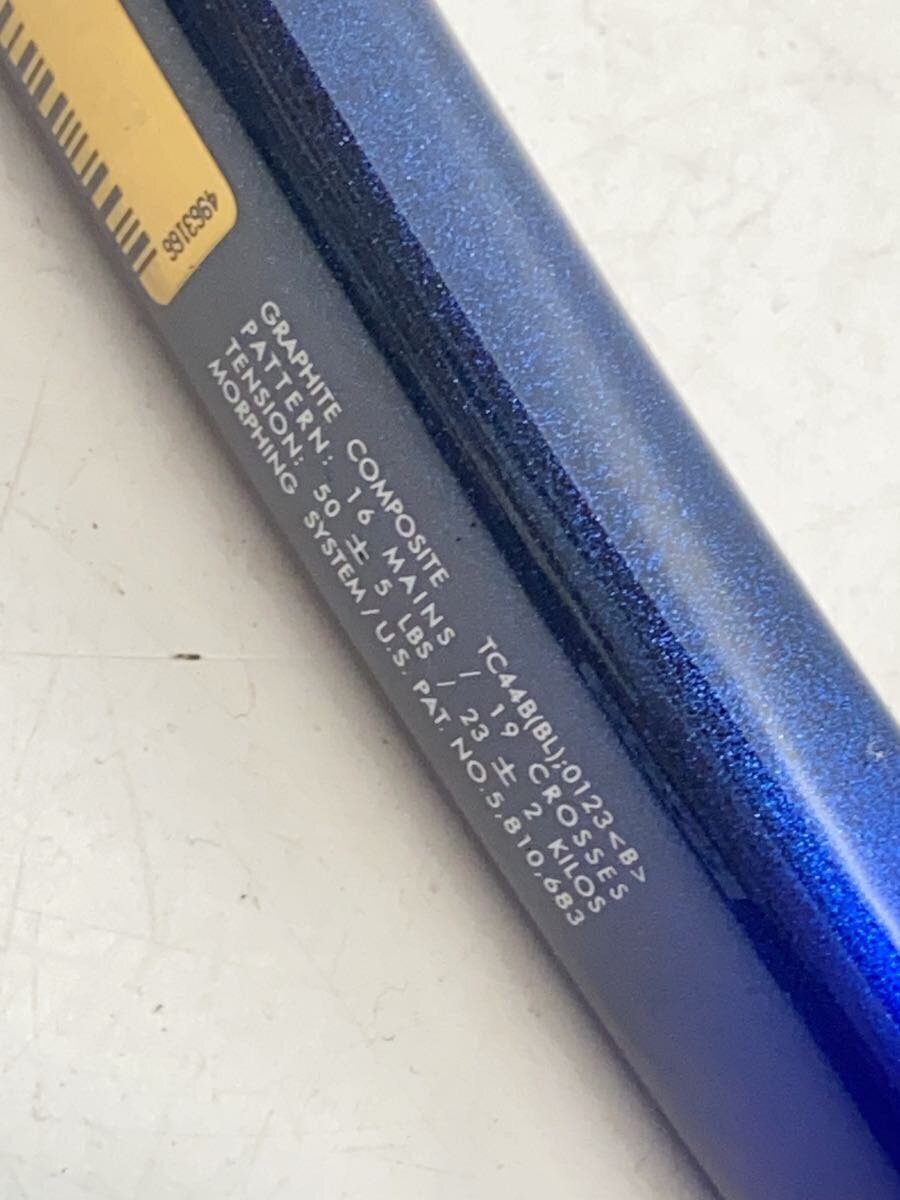 4963166
GRAPHITE COMPOSITE TC44B(BL);0123<B>
PATTERN: 16 MAINS / 19 CROSSES
TENSION: 50 ± 5 LBS / 23 ± 2 KILOS
MORPHING SYSTEM/U.S. PAT. NO.5,810,683